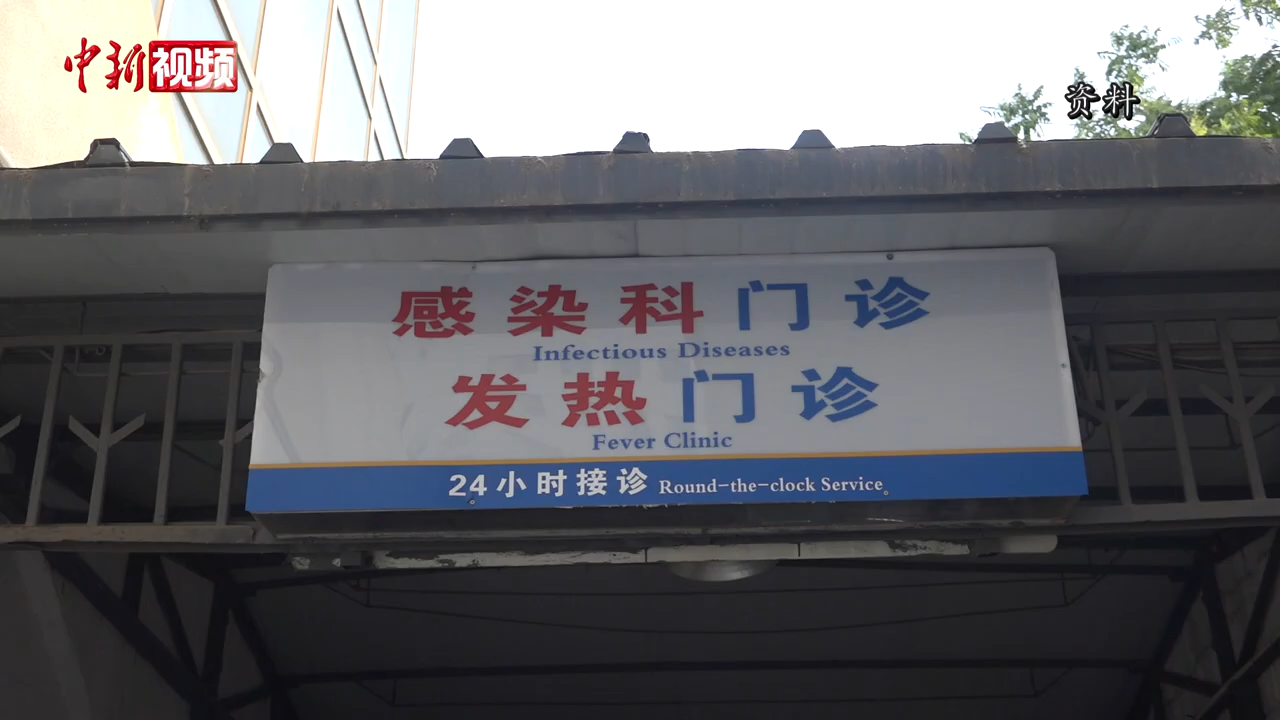 中新视频
资料
感染科门诊
Infectious Diseases
发热门诊
Fever Clinic
24小时接诊 Round-the-clock Service